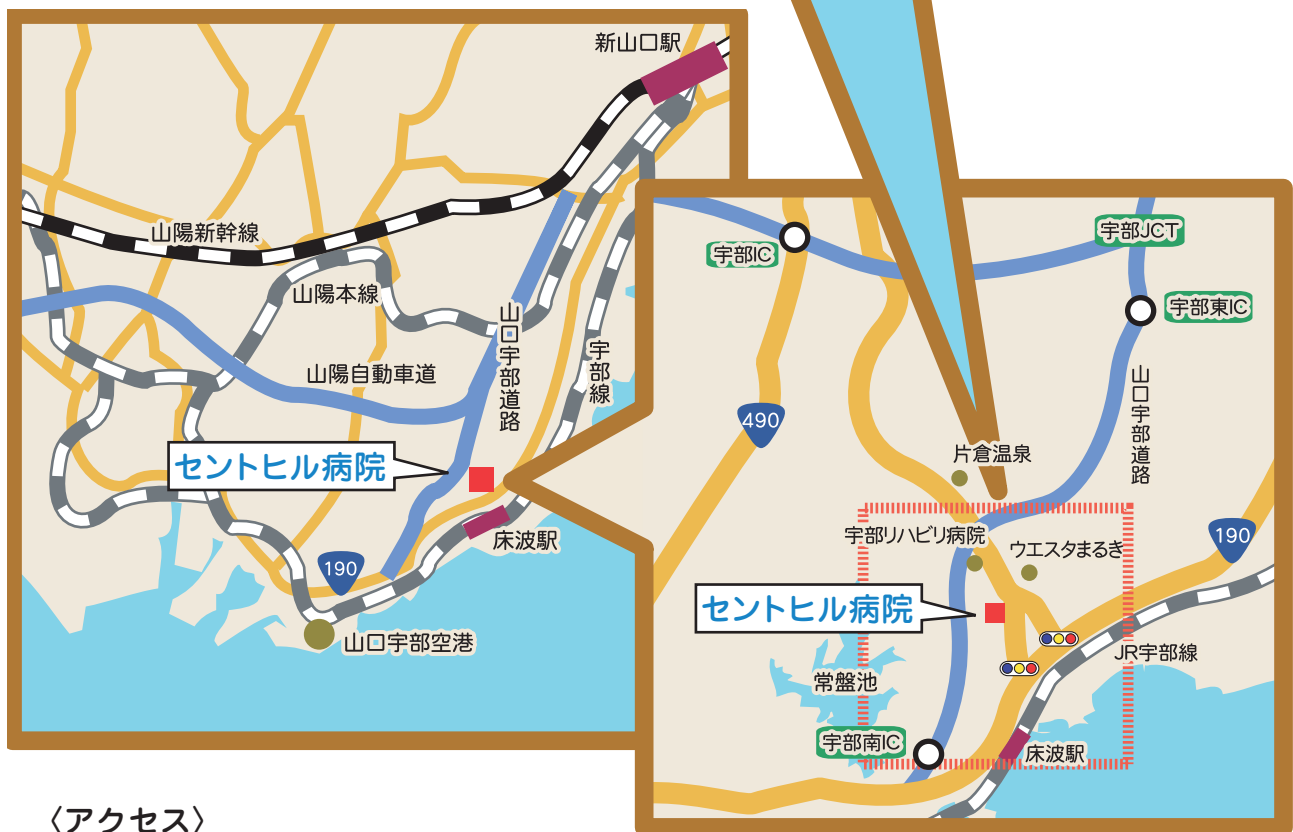 新山口駅
山陽新幹線
山陽本線
山口宇部道路
宇部線
山陽自動車道
セントヒル病院
床波駅
190
山口宇部空港
宇部IC
宇部JCT
宇部東IC
山口宇部道路
490
片倉温泉
宇部リハビリ病院
ウエスタまるき
190
セントヒル病院
JR宇部線
常盤池
宇部南IC
床波駅
〈アクセス〉